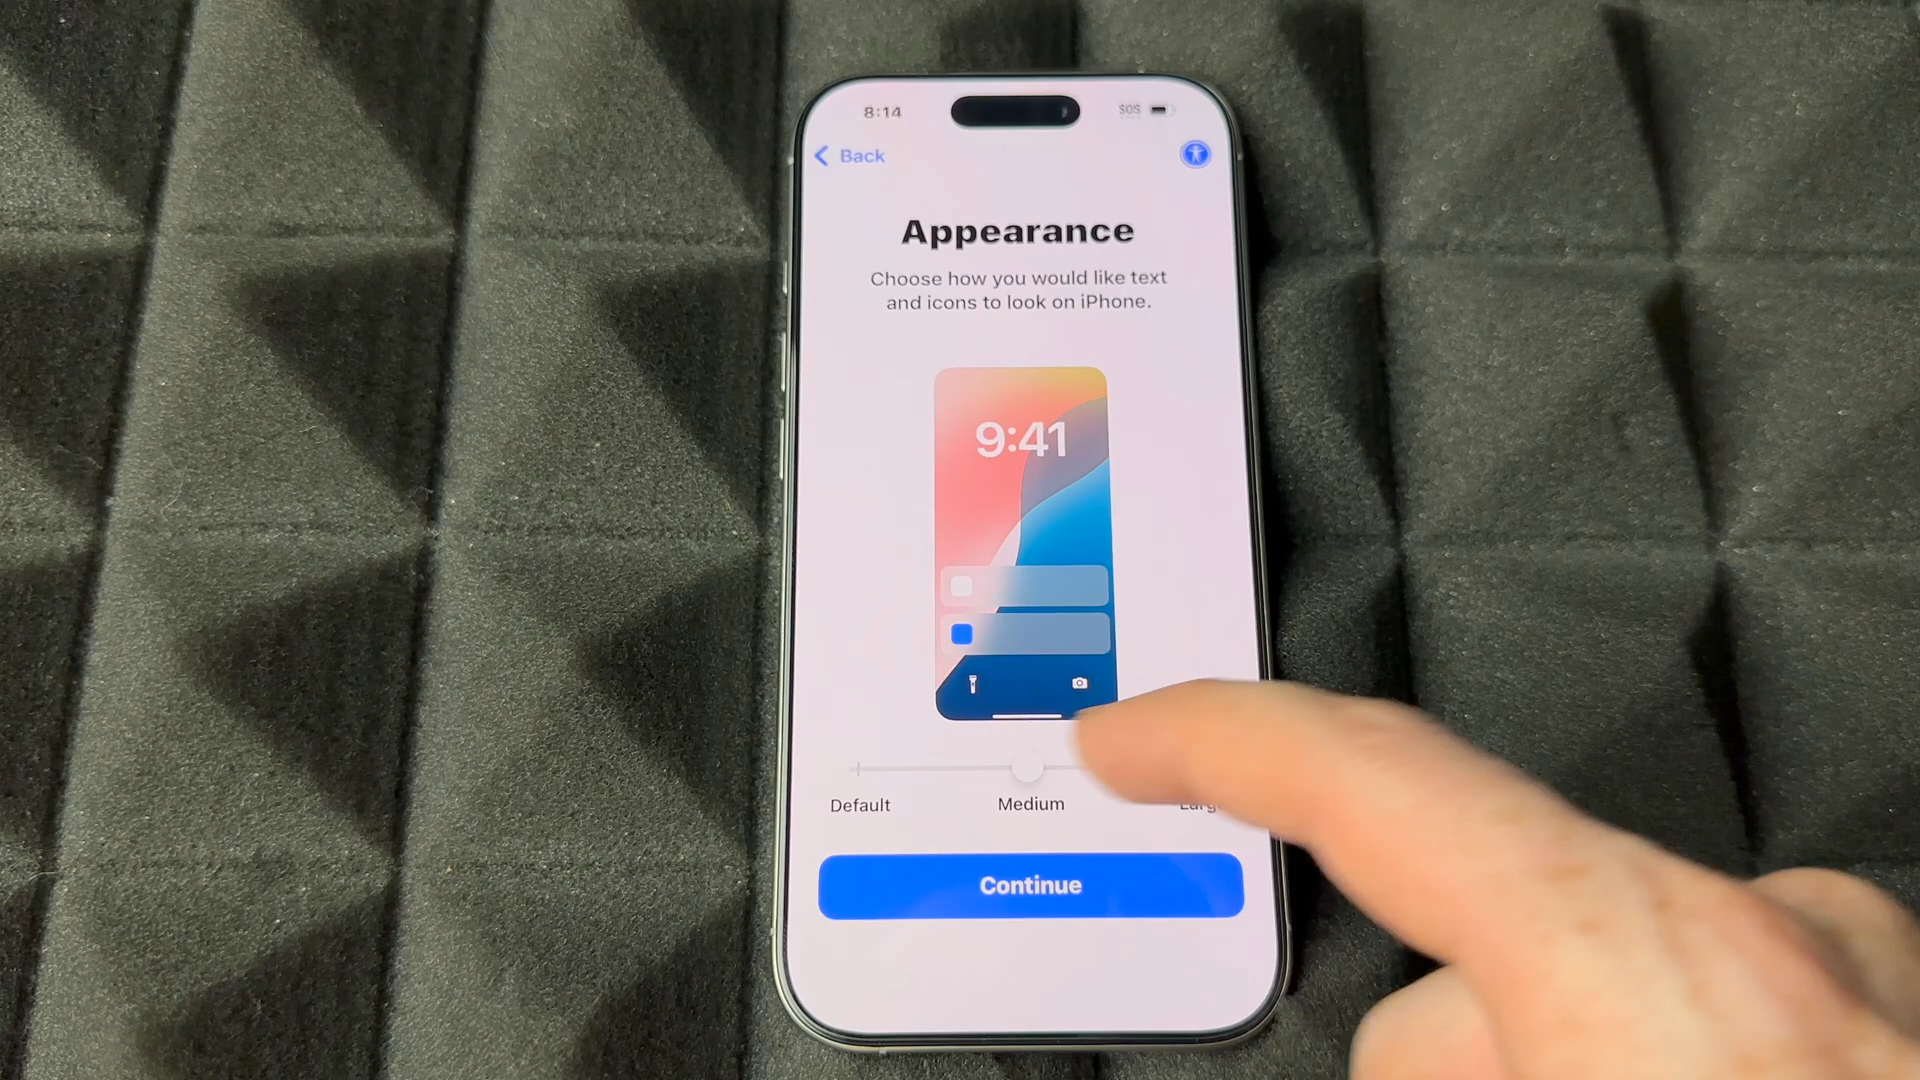 8:14
SOS
Back
Appearance
Choose how you would like text
and icons to look on iPhone.
9:41
Default
Medium
Continue